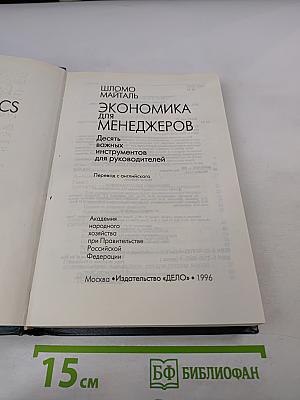 CS
ШЛОМО
МАЙТАЛЬ
ЭКОНОМИКА
ДЛЯ
МЕНЕДЖЕРОВ
Десять
важных
инструментов
для руководителей
Перевод с английского
Академия
народного
хозяйства
при Правительстве
Российской
Федерации
Москва • Издательство «ДЕЛО» • 1996
15 см
БФ БИБЛИОФАН